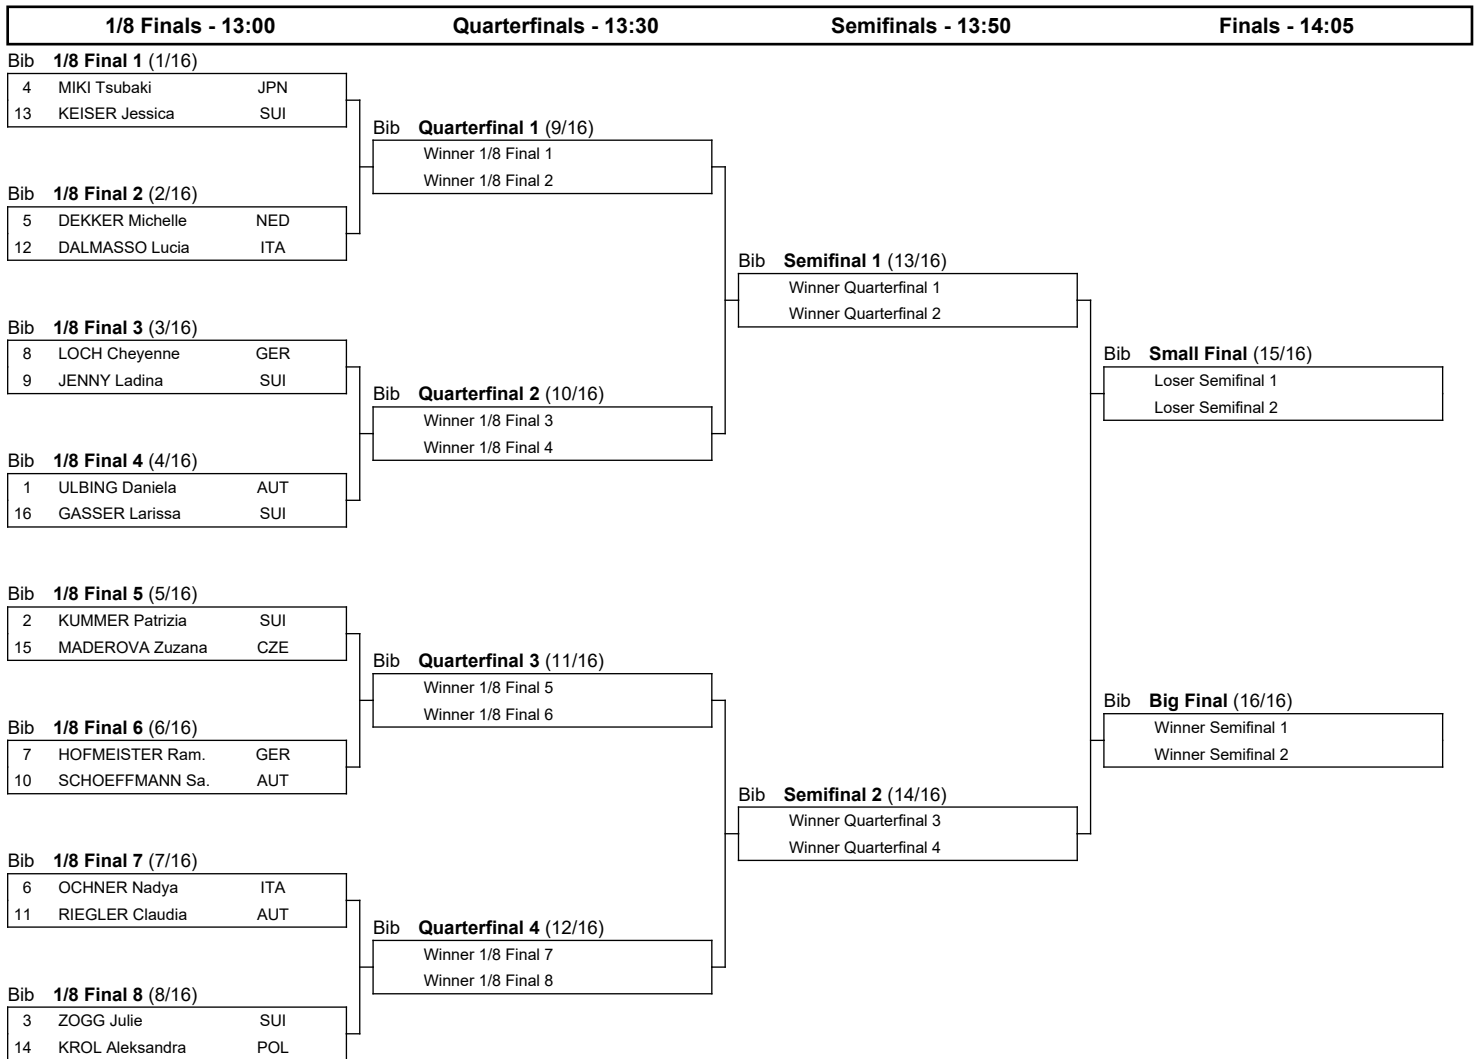 1/8 Finals - 13:00 Quarterfinals - 13:30 Semifinals - 13:50 Finals - 14:05
Bib 1/8 Final 1 (1/16)
4 MIKI Tsubaki JPN
13 KEISER Jessica SUI
Bib 1/8 Final 2 (2/16)
5 DEKKER Michelle NED
12 DALMASSO Lucia ITA
Bib 1/8 Final 3 (3/16)
8 LOCH Cheyenne GER
9 JENNY Ladina SUI
Bib 1/8 Final 4 (4/16)
1 ULBING Daniela AUT
16 GASSER Larissa SUI
Bib 1/8 Final 5 (5/16)
2 KUMMER Patrizia SUI
15 MADEROVA Zuzana CZE
Bib 1/8 Final 6 (6/16)
7 HOFMEISTER Ram. GER
10 SCHOEFFMANN Sa. AUT
Bib 1/8 Final 7 (7/16)
6 OCHNER Nadya ITA
11 RIEGLER Claudia AUT
Bib 1/8 Final 8 (8/16)
3 ZOGG Julie SUI
14 KROL Aleksandra POL
Bib Quarterfinal 1 (9/16)
Winner 1/8 Final 1
Winner 1/8 Final 2
Bib Quarterfinal 2 (10/16)
Winner 1/8 Final 3
Winner 1/8 Final 4
Bib Quarterfinal 3 (11/16)
Winner 1/8 Final 5
Winner 1/8 Final 6
Bib Quarterfinal 4 (12/16)
Winner 1/8 Final 7
Winner 1/8 Final 8
Bib Semifinal 1 (13/16)
Winner Quarterfinal 1
Winner Quarterfinal 2
Bib Semifinal 2 (14/16)
Winner Quarterfinal 3
Winner Quarterfinal 4
Bib Small Final (15/16)
Loser Semifinal 1
Loser Semifinal 2
Bib Big Final (16/16)
Winner Semifinal 1
Winner Semifinal 2